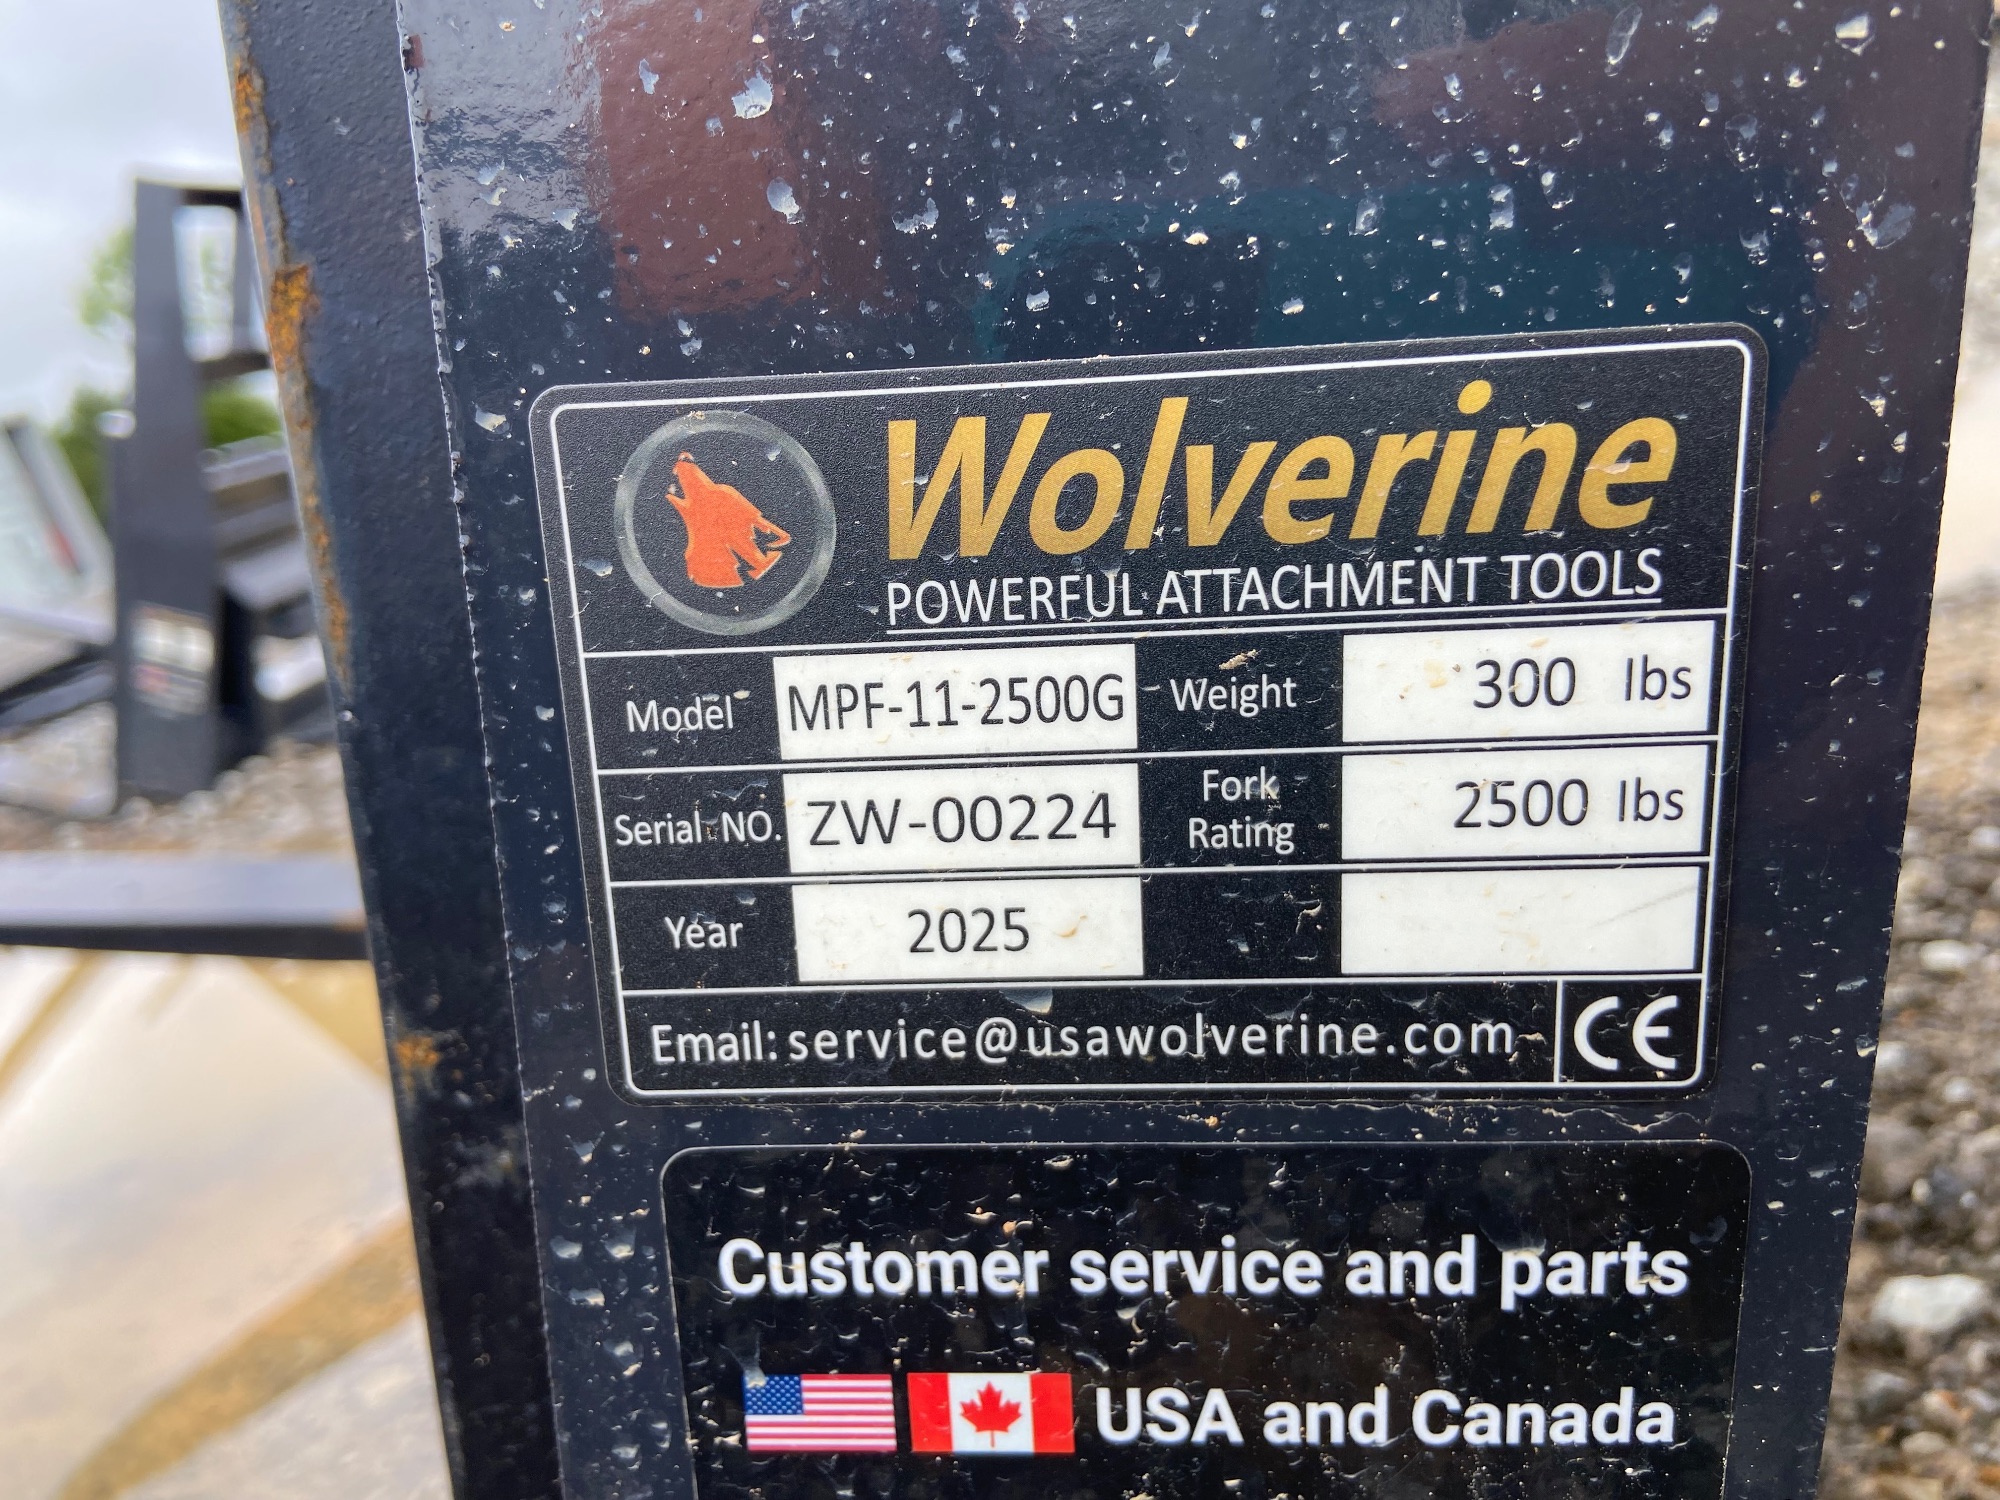 Wolverine
POWERFUL ATTACHMENT TOOLS
Model MPF-11-2500G Weight 300 lbs
Serial NO. ZW-00224 Fork Rating 2500 lbs
Year 2025
Email: service@usawolverine.com CE
Customer service and parts
USA and Canada